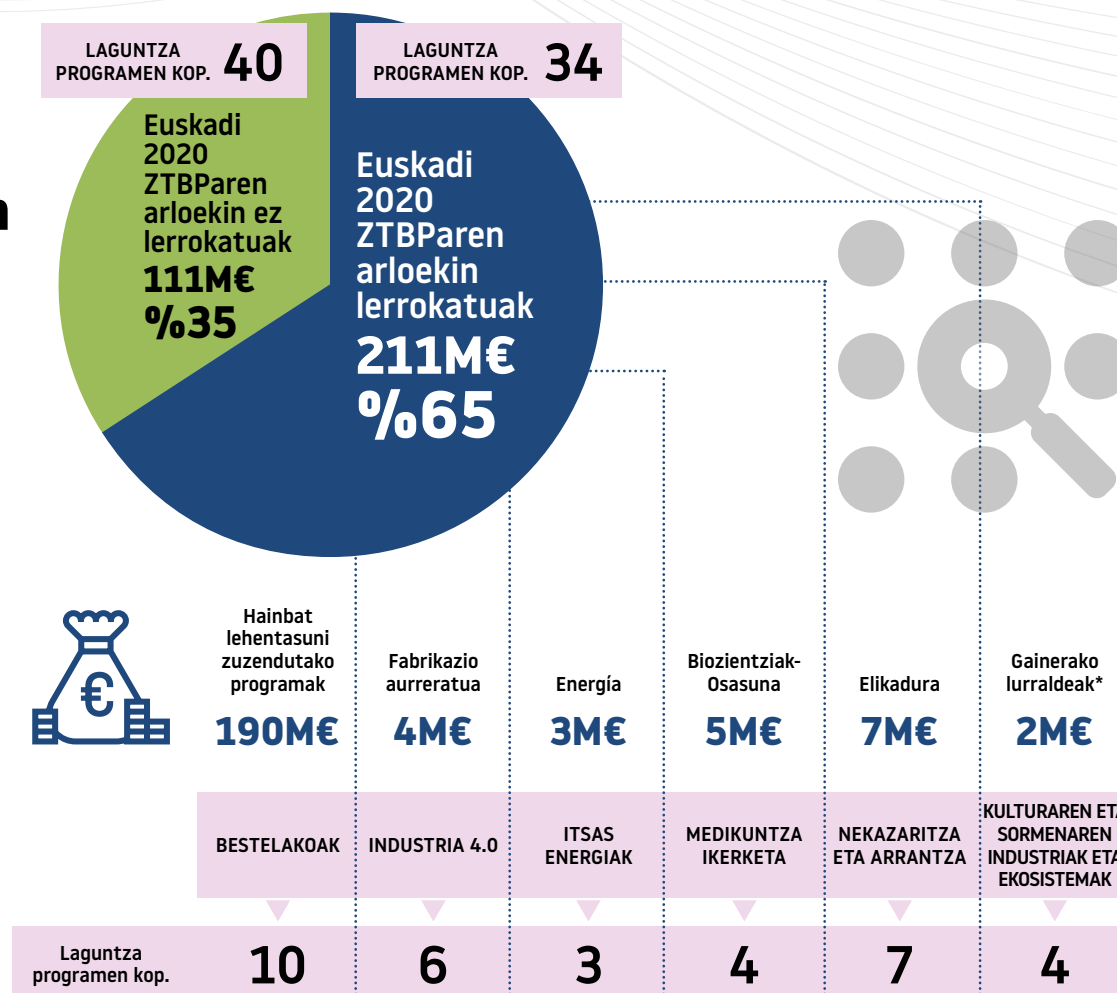 LAGUNTZA
PROGRAMEN KOP. 40
LAGUNTZA
PROGRAMEN KOP. 34
Euskadi
2020
ZTBParen
arloekin ez
lerrokatuak
111M€
%35
Euskadi
2020
ZTBParen
arloekin
lerrokatuak
211M€
%65
Hainbat
lehentasuni
zuzendutako
programak
190M€
Fabrikazio
aurreratua
4M€
Energía
3M€
Biozientziak-
Osasuna
5M€
Elikadura
7M€
Gainerako
lurraldeak*
2M€
€
BESTELAKOAK
INDUSTRIA 4.0
ITSAS
ENERGIAK
MEDIKUNTZA
IKERKETA
NEKAZARITZA
ETA ARRANTZA
KULTURAREN ETA
SORMENAREN
INDUSTRIAK ETA
EKOSISTEMAK
Laguntza
programen kop.
10
6
3
4
7
4